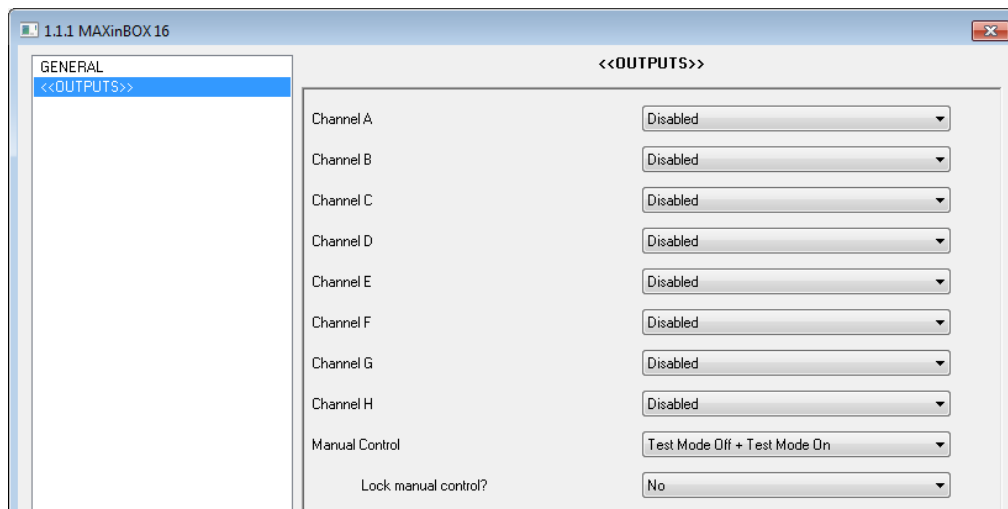 1.1.1 MAXinBOX 16
GENERAL
<<OUTPUTS>>
<<OUTPUTS>>
Channel A Disabled
Channel B Disabled
Channel C Disabled
Channel D Disabled
Channel E Disabled
Channel F Disabled
Channel G Disabled
Channel H Disabled
Manual Control Test Mode Off + Test Mode On
Lock manual control? No